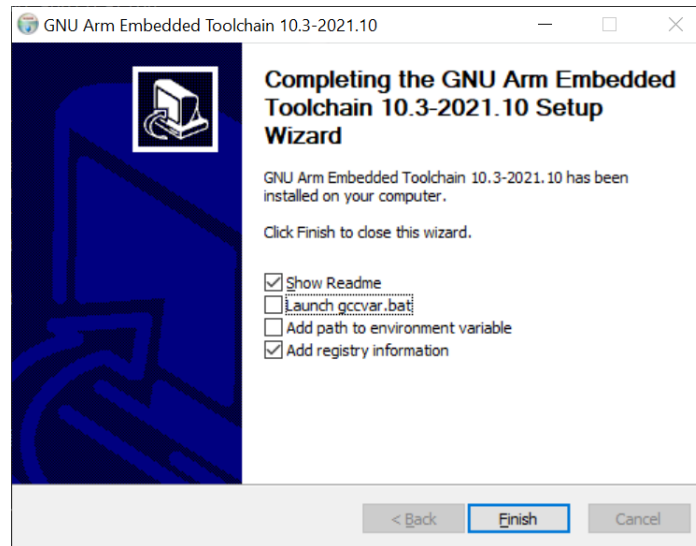 GNU Arm Embedded Toolchain 10.3-2021.10
Completing the GNU Arm Embedded
Toolchain 10.3-2021.10 Setup
Wizard
GNU Arm Embedded Toolchain 10.3-2021.10 has been
installed on your computer.
Click Finish to close this wizard.
Show Readme
Launch gccvar.bat
Add path to environment variable
Add registry information
< Back Finish Cancel